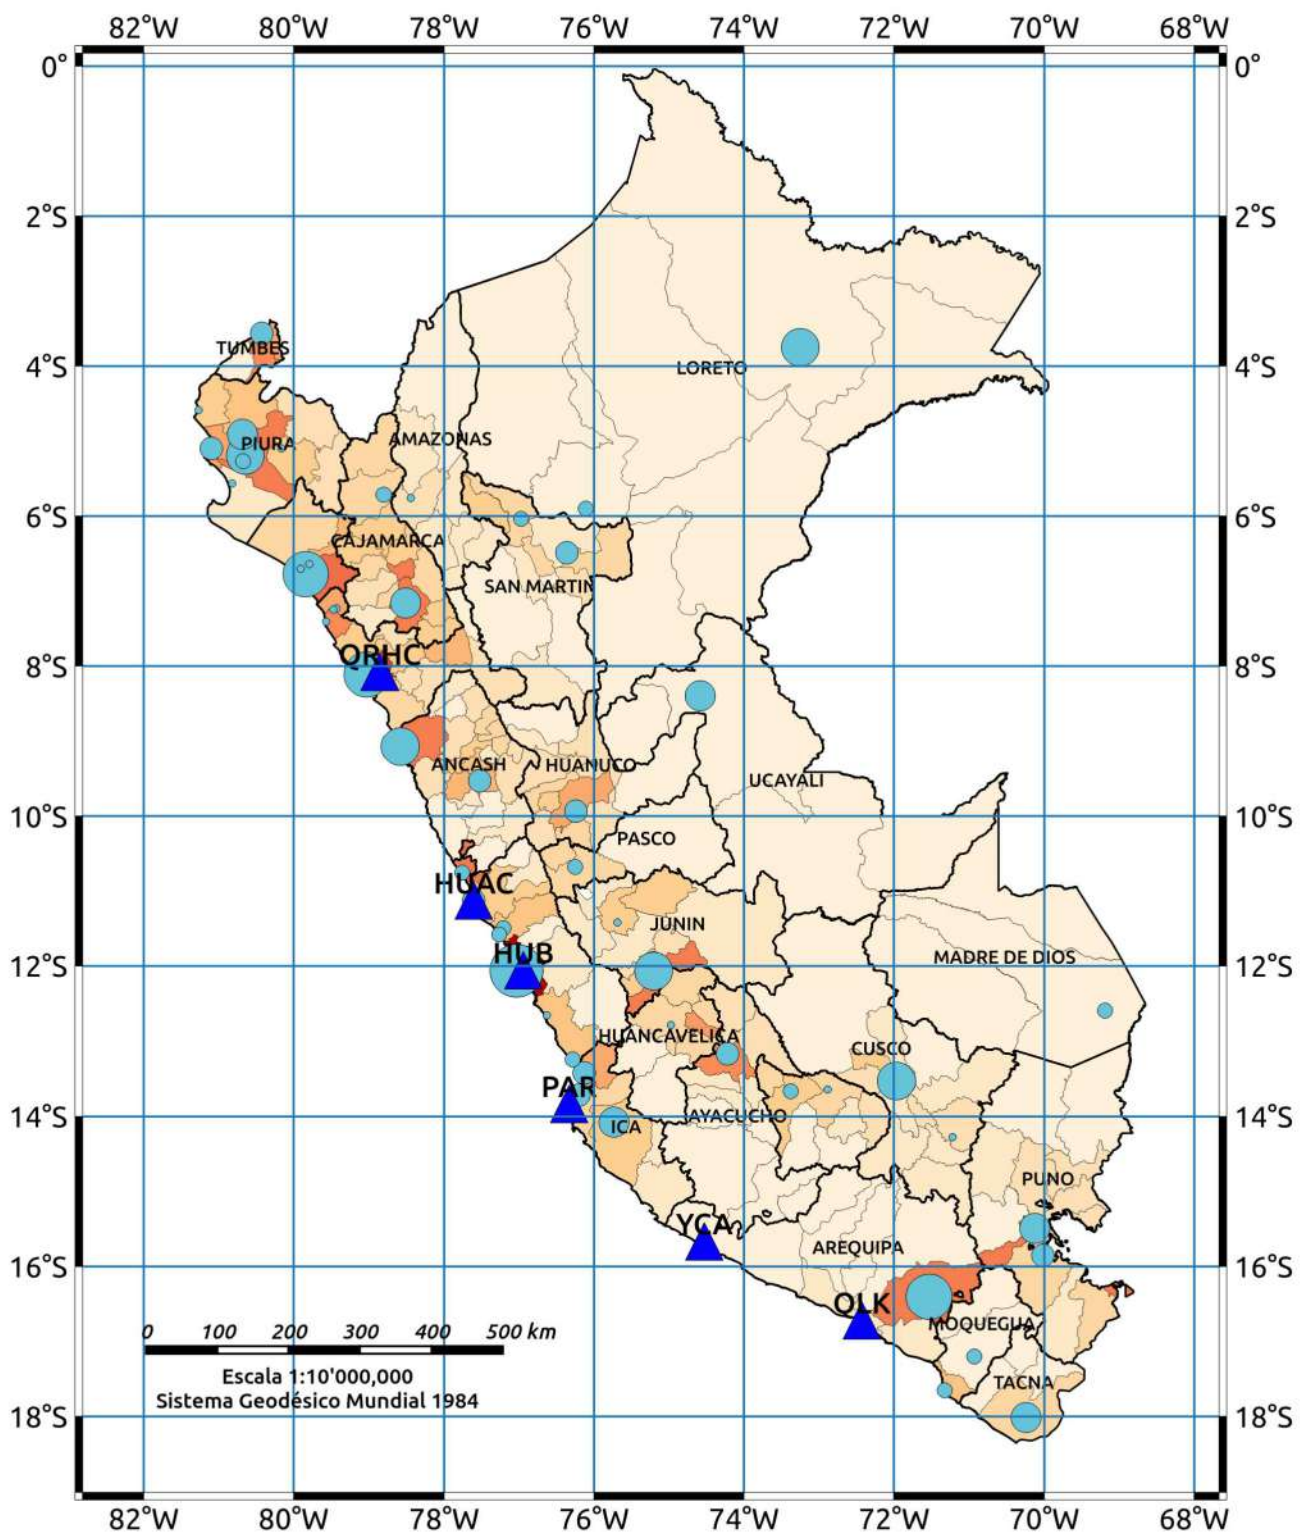 82°W 80°W 78°W 76°W 74°W 72°W 70°W 68°W
0° 0°
2°S 2°S
TUMBES
4°S LORETO 4°S
PIURA AMAZONAS
6°S 6°S
CAJAMARCA
SAN MARTIN
QRHC
8°S 8°S
ANCASH HUANUCO
UCAYALI
10°S 10°S
PASCO
HUAC
JUNIN
HUB
MADRE DE DIOS
12°S 12°S
HUANCAVELICA
CUSCO
PAR
14°S AYACUCHO 14°S
ICA
PUNO
YCA
AREQUIPA
16°S 16°S
QLK
MOQUEGUA
0 100 200 300 400 500 km
Escala 1:10'000,000
TACNA
Sistema Geodésico Mundial 1984
18°S 18°S
82°W 80°W 78°W 76°W 74°W 72°W 70°W 68°W